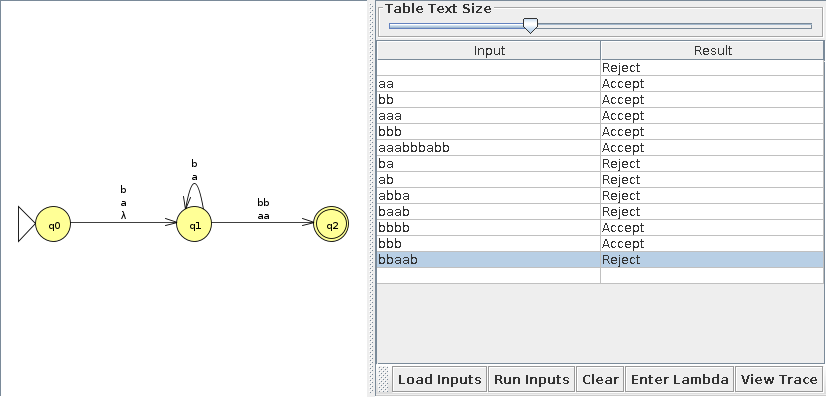 Table Text Size
Input Result
Reject
aa Accept
bb Accept
aaa Accept
bbb Accept
aaabbbabb Accept
ba Reject
ab Reject
abba Reject
baab Reject
bbbb Accept
bbb Accept
bbaab Reject
b
a
b
a
λ
bb
aa
q0 q1 q2
Load Inputs Run Inputs Clear Enter Lambda View Trace